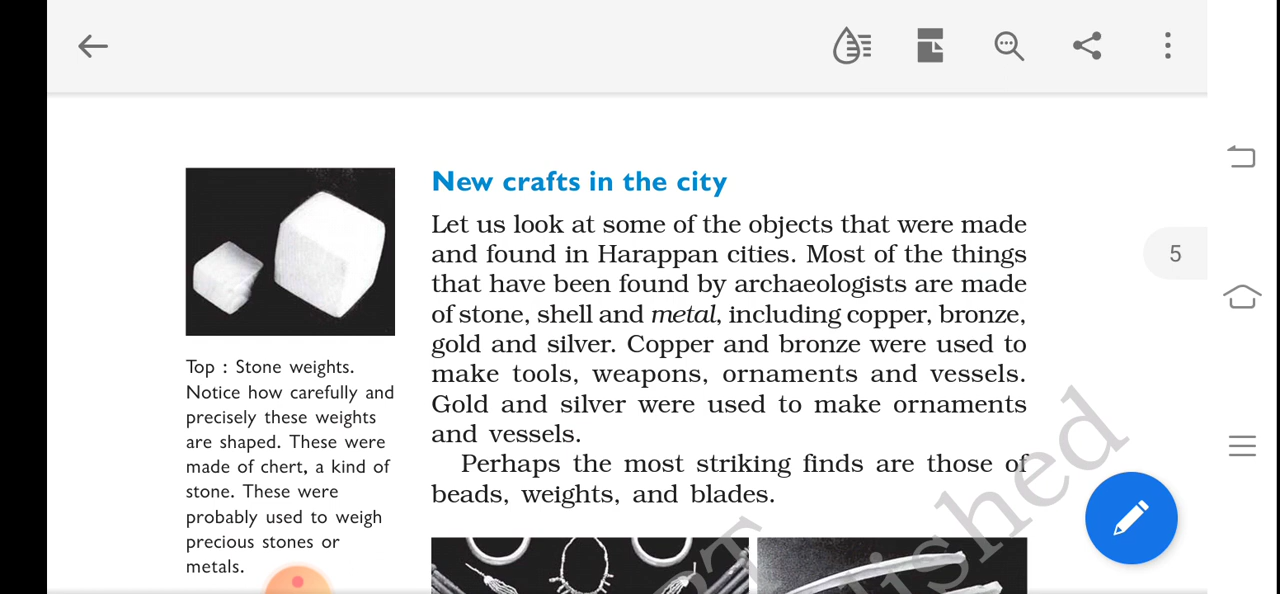 New crafts in the city
Let us look at some of the objects that were made
and found in Harappan cities. Most of the things
that have been found by archaeologists are made
of stone, shell and metal, including copper, bronze,
gold and silver. Copper and bronze were used to
make tools, weapons, ornaments and vessels.
Gold and silver were used to make ornaments
and vessels.
Perhaps the most striking finds are those of
beads, weights, and blades.
Top : Stone weights.
Notice how carefully and
precisely these weights
are shaped. These were
made of chert, a kind of
stone. These were
probably used to weigh
precious stones or
metals.
5